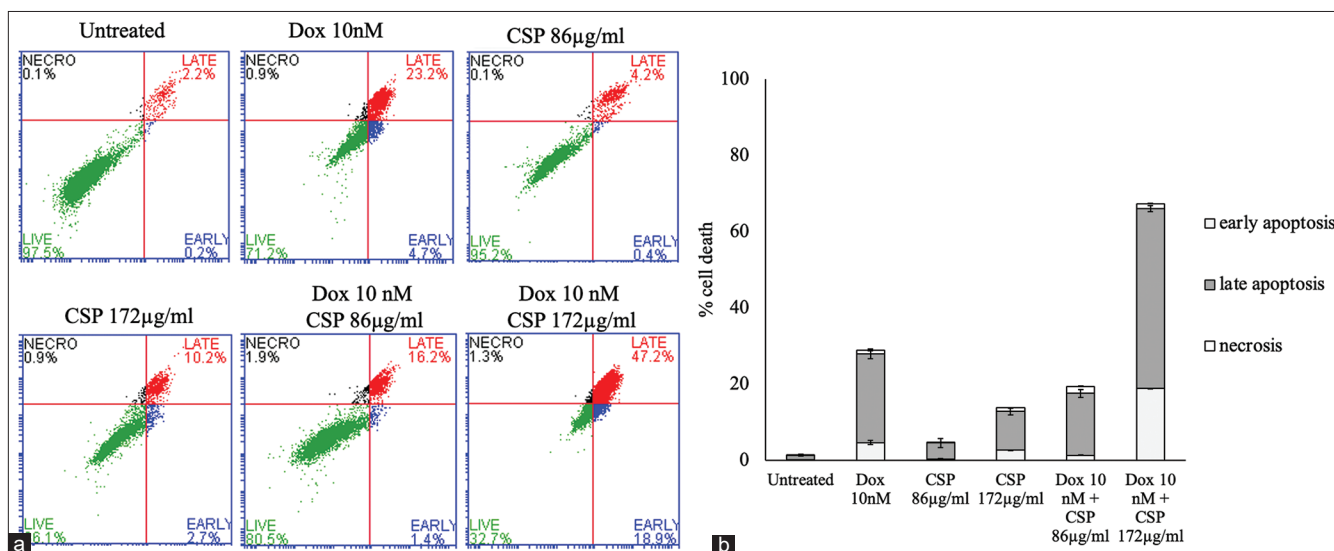 Untreated
NECRO
0.1%
LATE
2.2%
LIVE
97.5%
EARLY
0.2%
Dox 10nM
NECRO
0.9%
LATE
23.2%
LIVE
71.2%
EARLY
4.7%
CSP 86µg/ml
NECRO
0.1%
LATE
4.2%
LIVE
95.2%
EARLY
0.4%
CSP 172µg/ml
NECRO
0.9%
LATE
10.2%
LIVE
EARLY
2.7%
Dox 10 nM
CSP 86µg/ml
NECRO
1.9%
LATE
16.2%
LIVE
80.5%
EARLY
1.4%
Dox 10 nM
CSP 172µg/ml
NECRO
1.3%
LATE
47.2%
LIVE
32.7%
EARLY
18.9%
a
100
80
60
40
20
0
% cell death
Untreated
Dox
10nM
CSP
86µg/ml
CSP
172µg/ml
Dox 10
nM +
CSP
86µg/ml
Dox 10
nM +
CSP
172µg/ml
early apoptosis
late apoptosis
necrosis
b